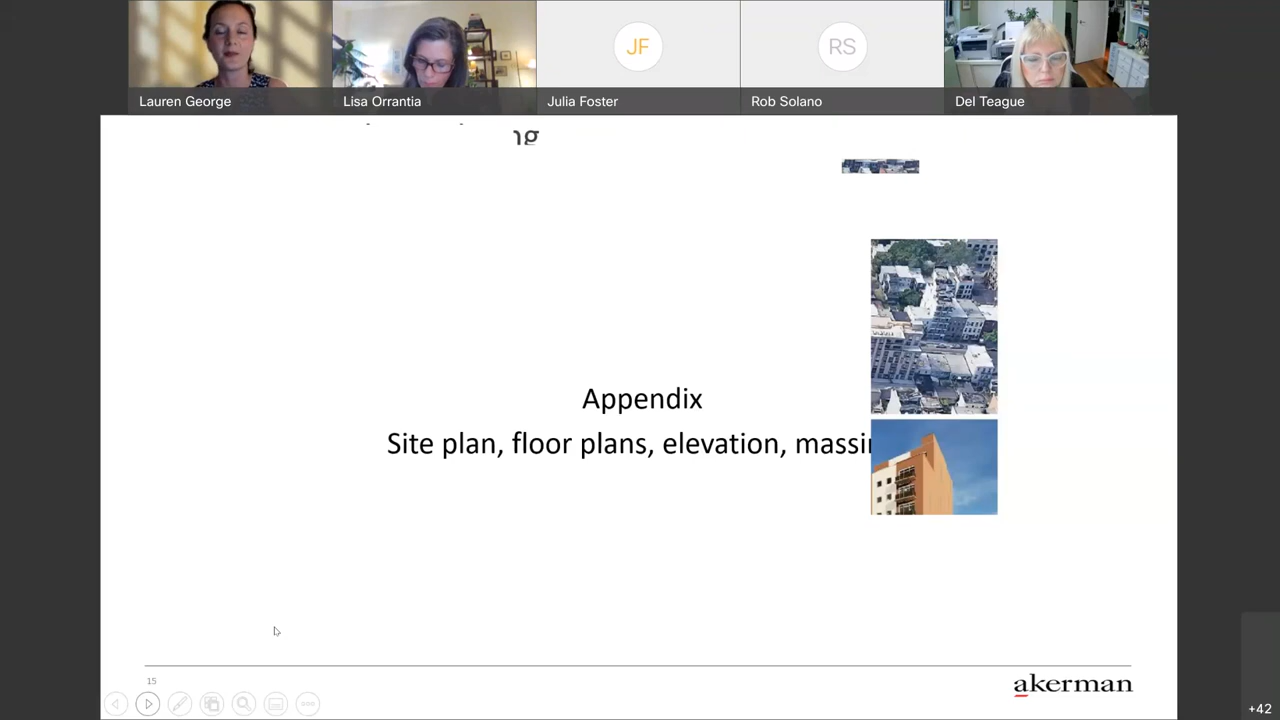 JF
RS
Lauren George
Lisa Orrantia
Julia Foster
Rob Solano
Del Teague
Appendix
Site plan, floor plans, elevation,
15
akerman
+42